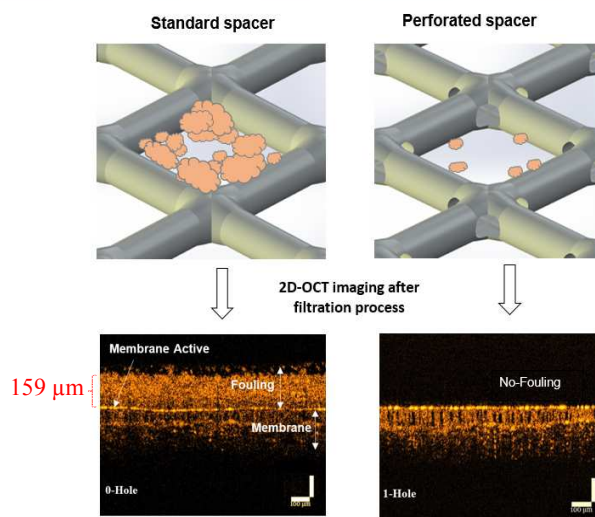 Standard spacer
Perforated spacer
2D-OCT imaging after
filtration process
Membrane Active
159 µm
Fouling
Membrane
0-Hole
100 µm
No-Fouling
1-Hole
100 µm